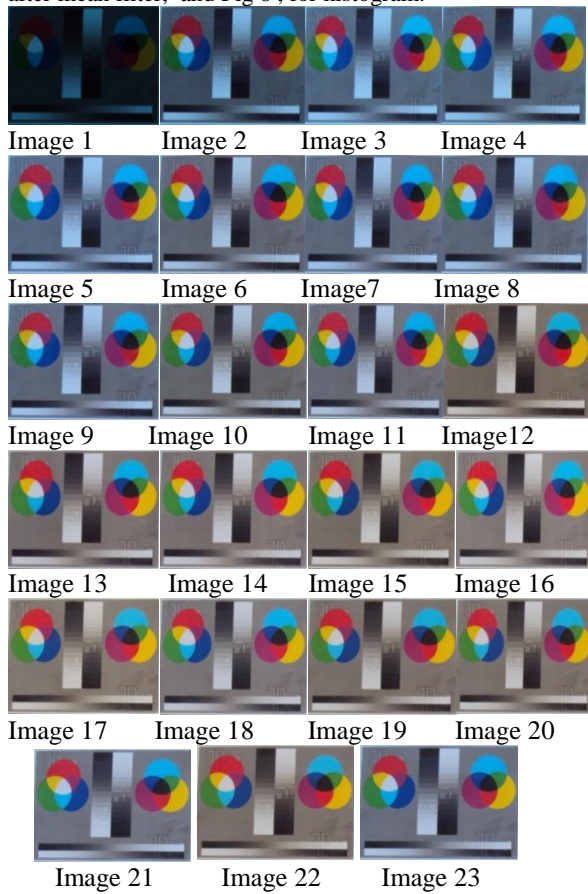 after mean filter, and Fig 8 , for histogram.
Image 1 Image 2 Image 3 Image 4
Image 5 Image 6 Image7 Image 8
Image 9 Image 10 Image 11 Image12
Image 13 Image 14 Image 15 Image 16
Image 17 Image 18 Image 19 Image 20
Image 21 Image 22 Image 23